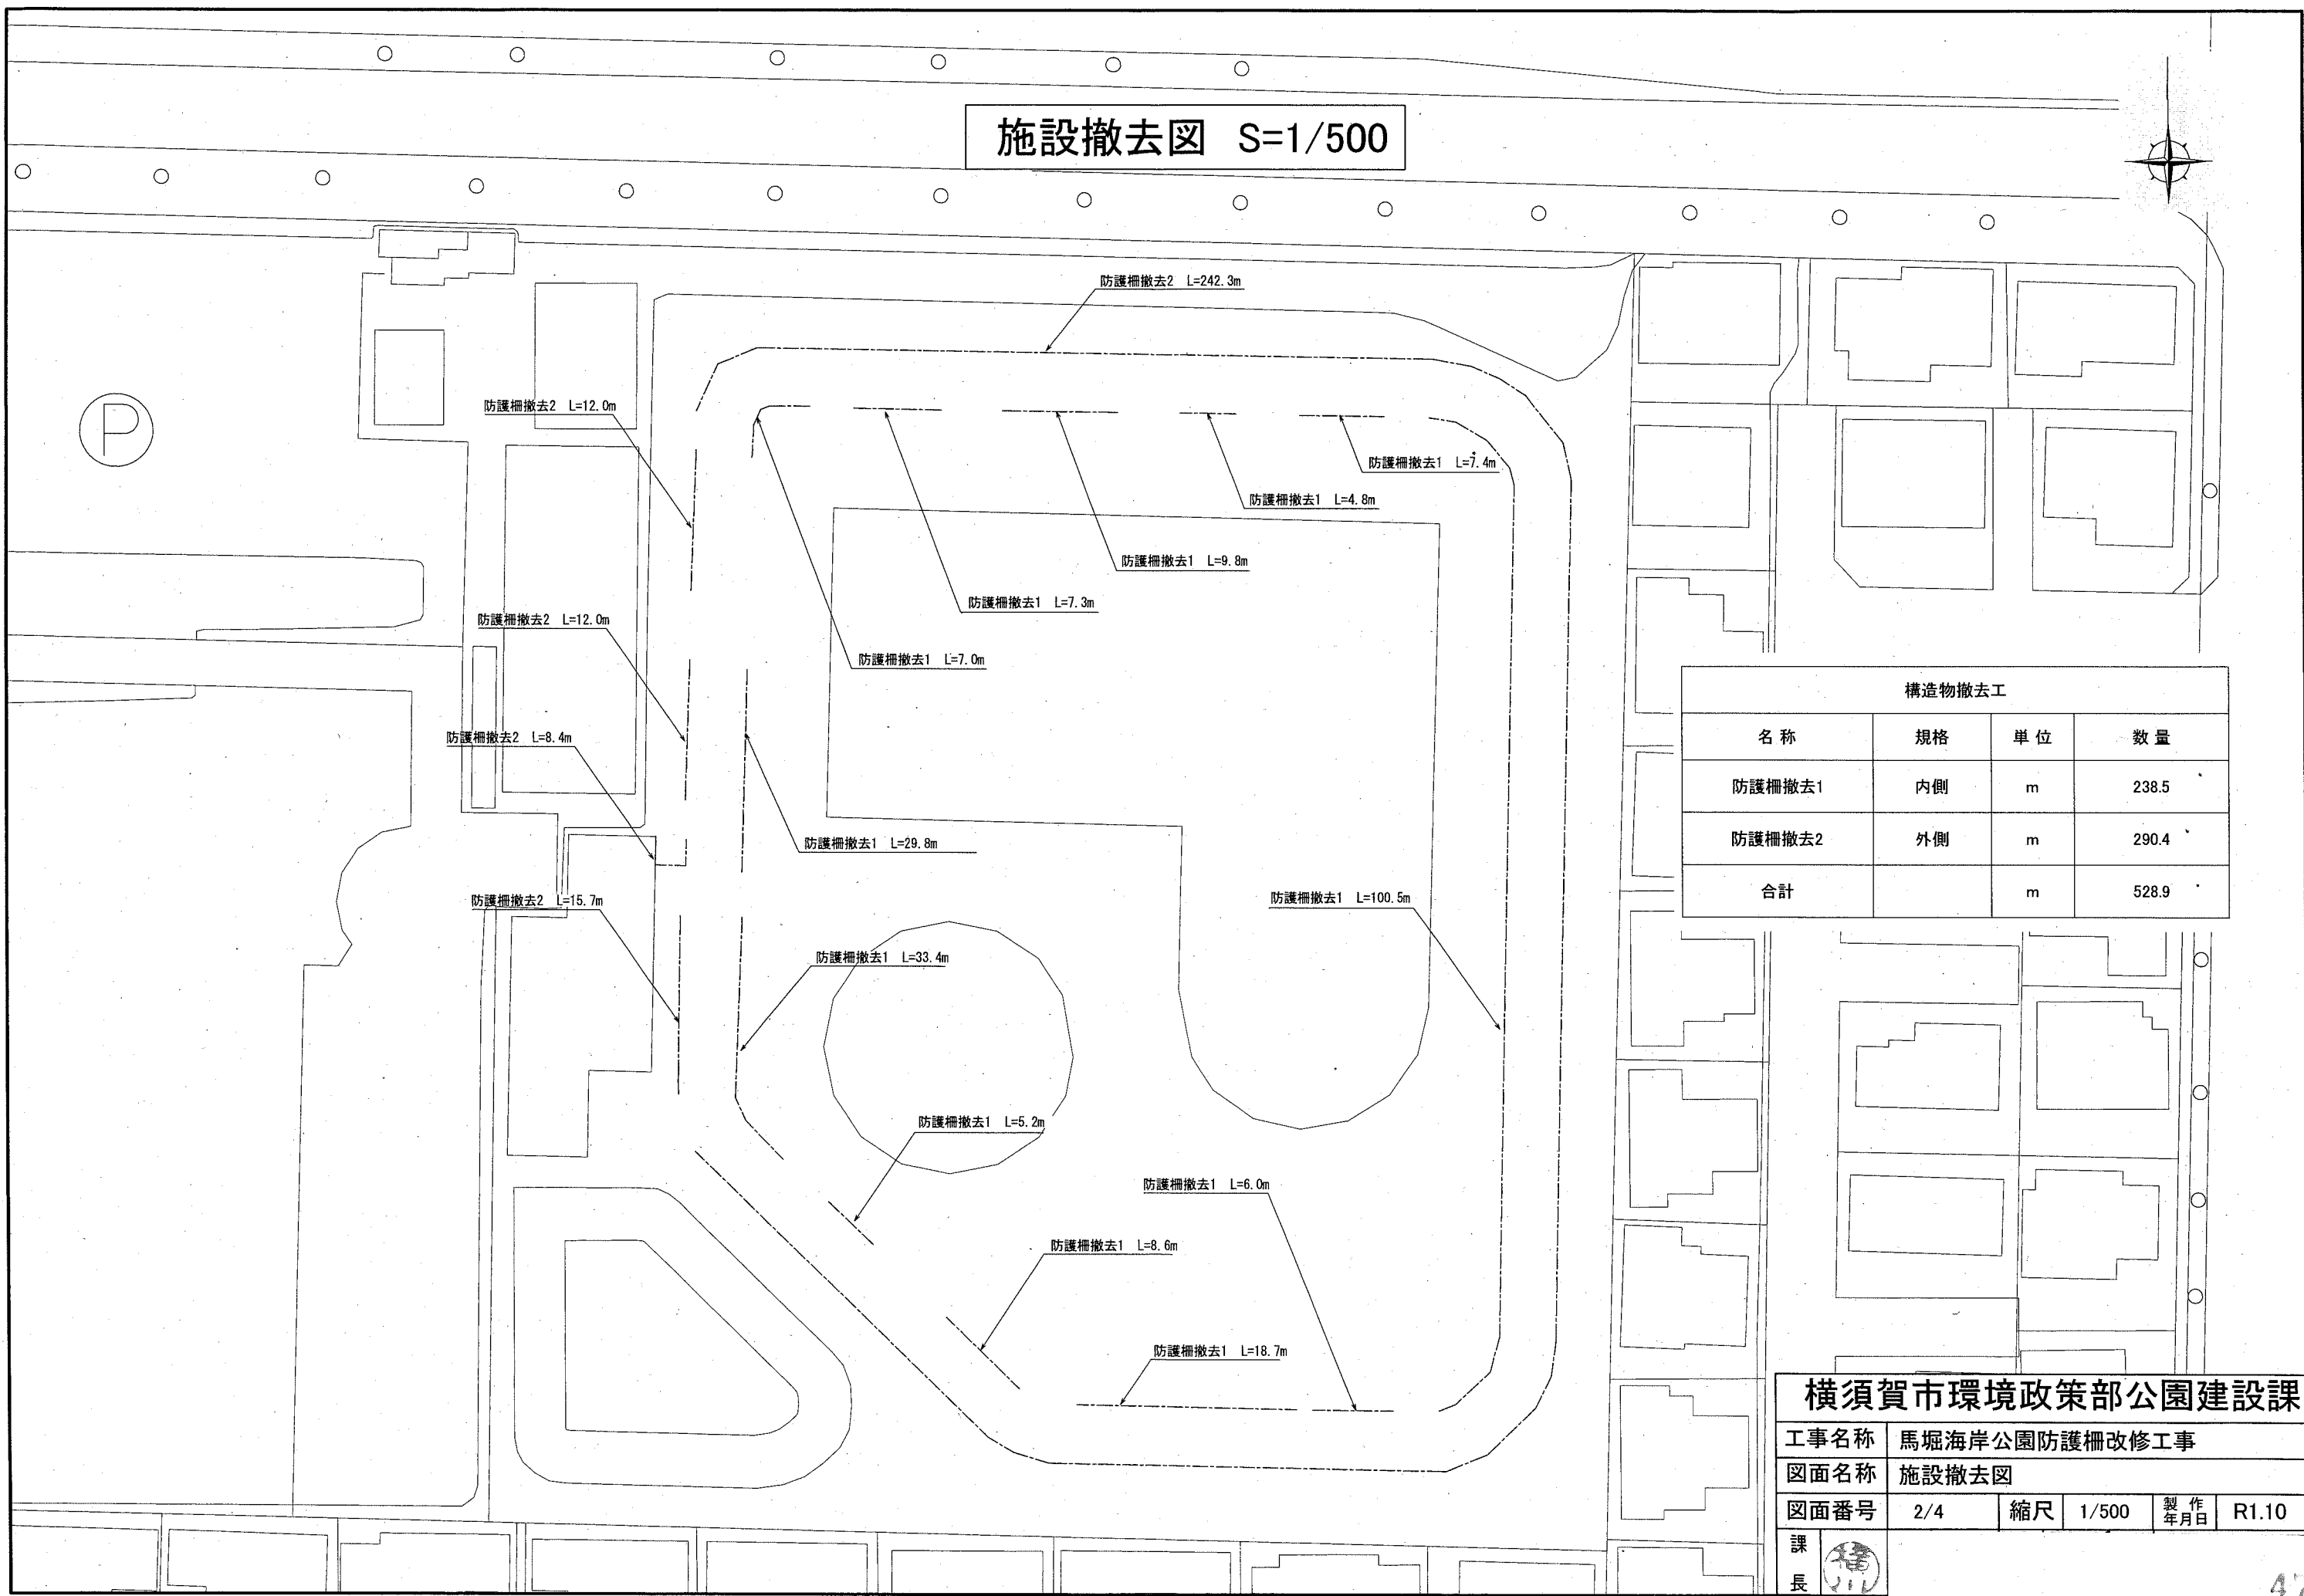 施設撤去図 S=1/500
防護柵撤去2 L=242.3m
防護柵撤去2 L=12.0m
防護柵撤去1 L=7.4m
防護柵撤去1 L=4.8m
防護柵撤去1 L=9.8m
防護柵撤去1 L=7.3m
防護柵撤去2 L=12.0m
防護柵撤去1 L=7.0m
防護柵撤去2 L=8.4m
防護柵撤去1 L=29.8m
防護柵撤去2 L=15.7m
防護柵撤去1 L=100.5m
防護柵撤去1 L=33.4m
防護柵撤去1 L=5.2m
防護柵撤去1 L=6.0m
防護柵撤去1 L=8.6m
防護柵撤去1 L=18.7m
P
構造物撤去工
名称 規格 単位 数量
防護柵撤去1 内側 m 238.5
防護柵撤去2 外側 m 290.4
合計 m 528.9
横須賀市環境政策部公園建設課
工事名称 馬堀海岸公園防護柵改修工事
図面名称 施設撤去図
図面番号 2/4 縮尺 1/500 製作年月日 R1.10
課長